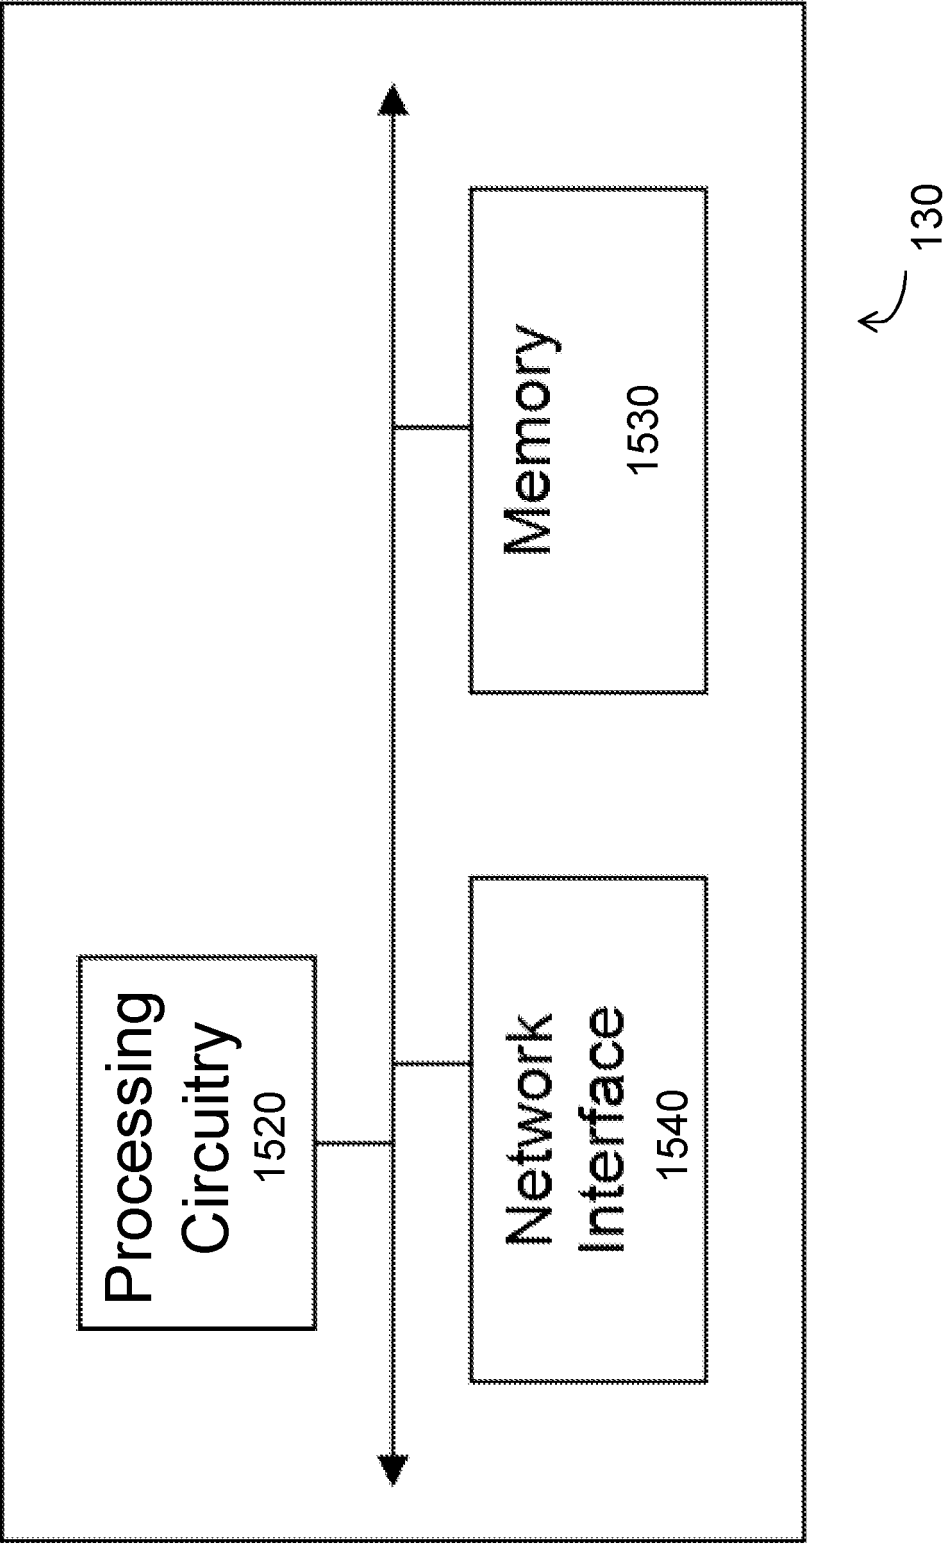 Processing
Circuitry
1520
Network
Interface
1540
Memory
1530
130